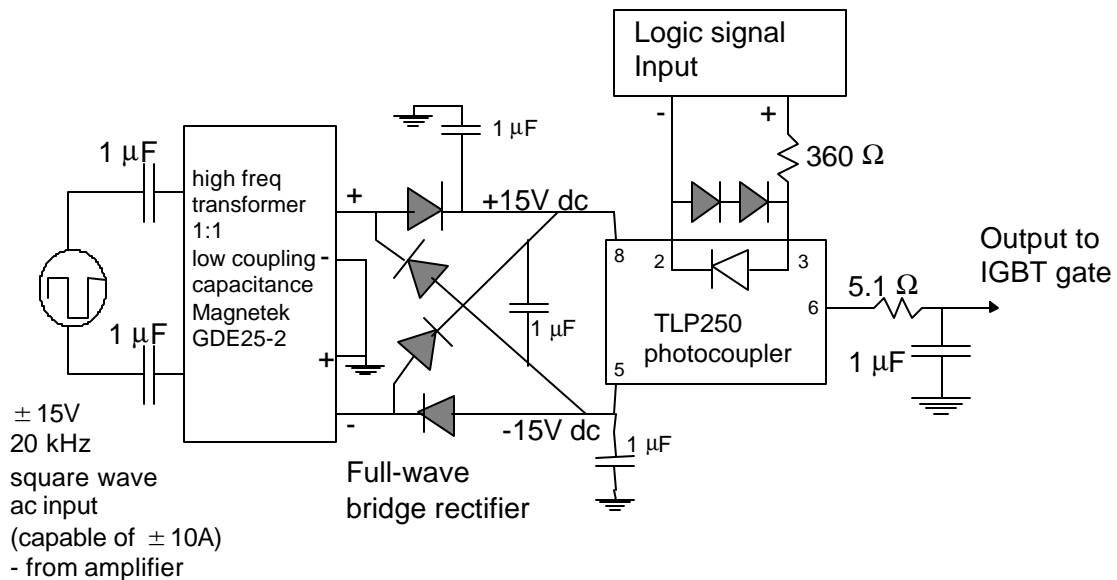 Logic signal
Input
-
+
1 µF
360 Ω
1 µF
high freq
transformer
1:1
low coupling
capacitance
Magnetek
GDE25-2
+
-
+
-
+15V dc
8
2
3
6
5
TLP250
photocoupler
5.1 Ω
Output to
IGBT gate
1 µF
1 µF
1 µF
-15V dc
1 µF
Full-wave
bridge rectifier
± 15V
20 kHz
square wave
ac input
(capable of ± 10A)
- from amplifier